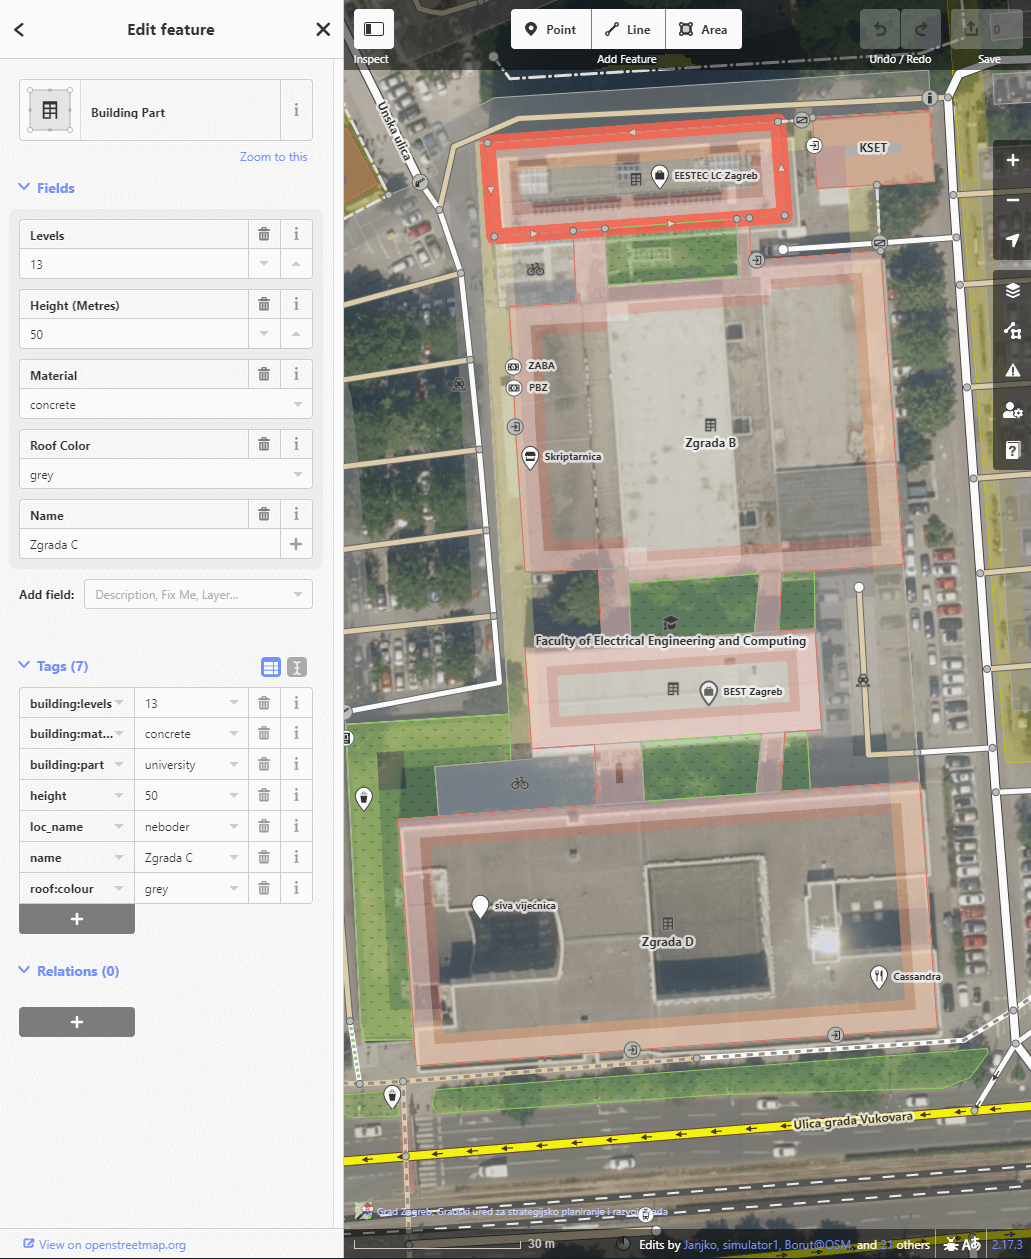 Edit feature
Building Part
Zoom to this
Fields
Levels
13
Height (Metres)
50
Material
concrete
Roof Color
grey
Name
Zgrada C
Add field:
Description, Fix Me, Layer...
Tags (7)
building:levels 13
building:mat... concrete
building:part university
height 50
loc_name neboder
name Zgrada C
roof:colour grey
Relations (0)
View on openstreetmap.org
Inspect
Point Line Area
Add Feature
Undo / Redo
0
Save
Unska ulica
KSET
EESTEC LC Zagreb
ZABA
PBZ
Zgrada B
Skriptarnica
Faculty of Electrical Engineering and Computing
BEST Zagreb
siva vijećnica
Zgrada D
Cassandra
Ulica grada Vukovara
Grad Zagreb, Gradski ured za strategijsko planiranje i razvoj Grada
30 m
Edits by Janjko, simulator1, Borut@OSM, and 21 others
2.17.3